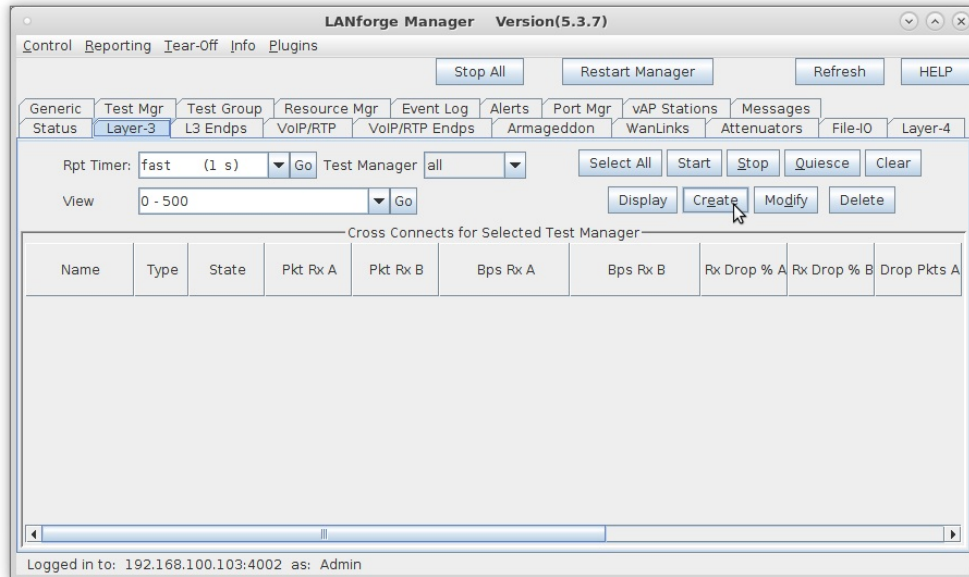 LANforge Manager Version(5.3.7)
Control Reporting Tear-Off Info Plugins
Stop All Restart Manager Refresh HELP
Generic Test Mgr Test Group Resource Mgr Event Log Alerts Port Mgr vAP Stations Messages
Status Layer-3 L3 Endps VoIP/RTP VoIP/RTP Endps Armageddon WanLinks Attenuators File-IO Layer-4
Rpt Timer: fast (1 s) Go Test Manager all Select All Start Stop Quiesce Clear
View 0 - 500 Go Display Create Modify Delete
Cross Connects for Selected Test Manager
Name Type State Pkt Rx A Pkt Rx B Bps Rx A Bps Rx B Rx Drop % A Rx Drop % B Drop Pkts A
Logged in to: 192.168.100.103:4002 as: Admin